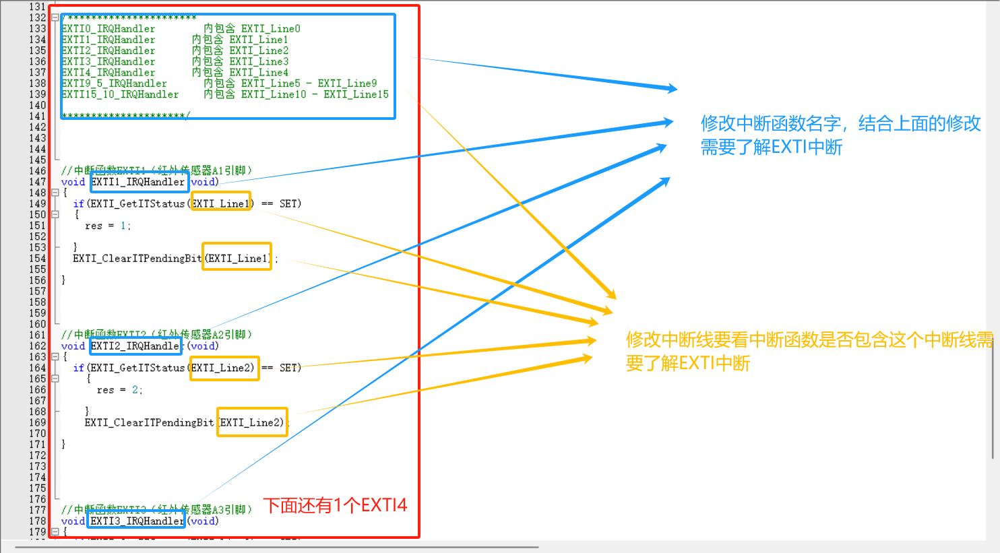 131
132 /**********************
133 EXTI0_IRQHandler 内包含 EXTI_Line0
134 EXTI1_IRQHandler 内包含 EXTI_Line1
135 EXTI2_IRQHandler 内包含 EXTI_Line2
136 EXTI3_IRQHandler 内包含 EXTI_Line3
137 EXTI4_IRQHandler 内包含 EXTI_Line4
138 EXTI9_5_IRQHandler 内包含 EXTI_Line5 - EXTI_Line9
139 EXTI15_10_IRQHandler 内包含 EXTI_Line10 - EXTI_Line15
140
141 *********************/
142
143
144
145
146 //中断函数EXTI1（红外传感器A1引脚）
147 void EXTI1_IRQHandler(void)
148 {
149 if(EXTI_GetITStatus(EXTI_Line1) == SET)
150 {
151 res = 1;
152
153 }
154 EXTI_ClearITPendingBit(EXTI_Line1);
155
156 }
157
158
159
160
161 //中断函数EXTI2（红外传感器A2引脚）
162 void EXTI2_IRQHandler(void)
163 {
164 if(EXTI_GetITStatus(EXTI_Line2) == SET)
165 {
166 res = 2;
167
168 }
169 EXTI_ClearITPendingBit(EXTI_Line2);
170
171 }
172
173
174
175
176
177 //中断函数EXTI3（红外传感器A3引脚）
178 void EXTI3_IRQHandler(void)
179 {
下面还有1个EXTI4
修改中断函数名字，结合上面的修改
需要了解EXTI中断
修改中断线要看中断函数是否包含这个中断线需
要了解EXTI中断